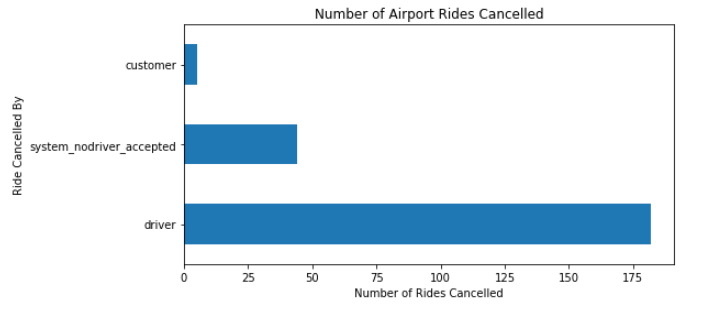 Number of Airport Rides Cancelled
Ride Cancelled By
customer
system_nodriver_accepted
driver
0 25 50 75 100 125 150 175
Number of Rides Cancelled